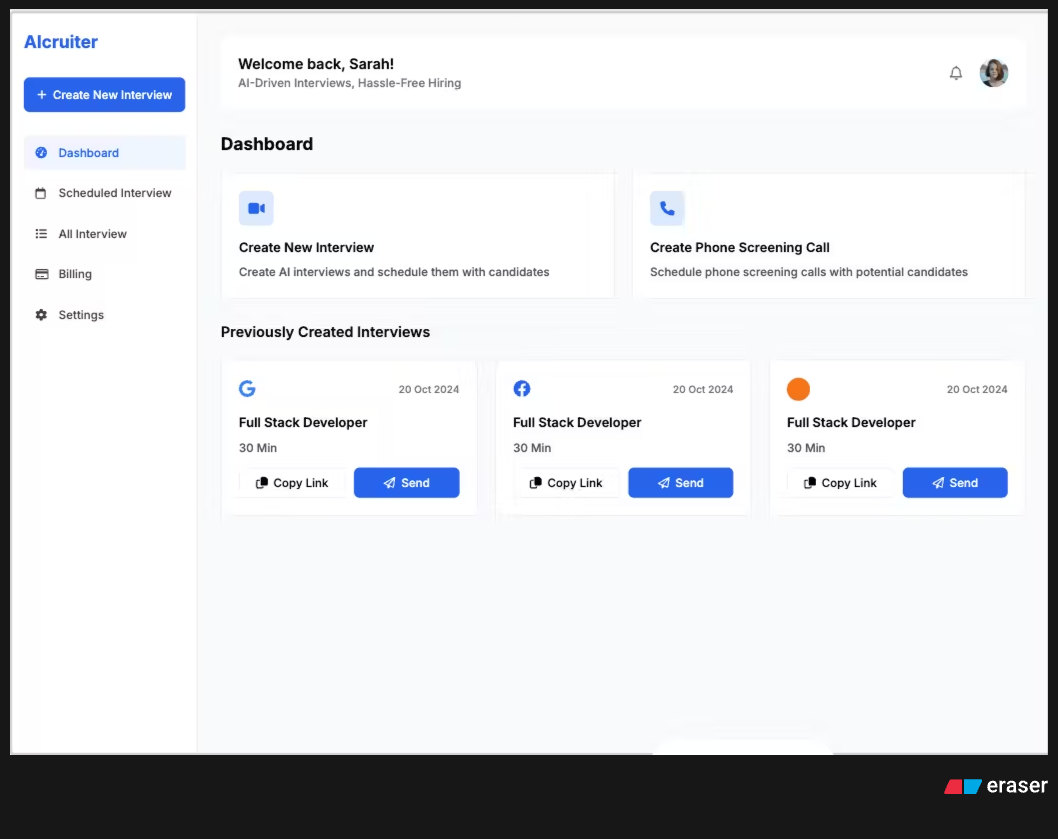 AIcruiter
+ Create New Interview
Dashboard
Scheduled Interview
All Interview
Billing
Settings
Welcome back, Sarah!
AI-Driven Interviews, Hassle-Free Hiring
Dashboard
Create New Interview
Create AI interviews and schedule them with candidates
Create Phone Screening Call
Schedule phone screening calls with potential candidates
Previously Created Interviews
20 Oct 2024
Full Stack Developer
30 Min
Copy Link
Send
20 Oct 2024
Full Stack Developer
30 Min
Copy Link
Send
20 Oct 2024
Full Stack Developer
30 Min
Copy Link
Send
eraser